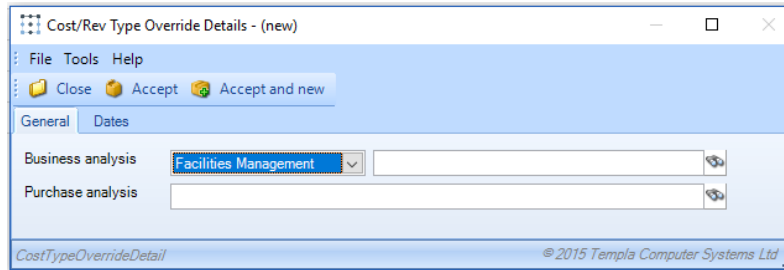 Cost/Rev Type Override Details - (new)
File Tools Help
Close Accept Accept and new
General Dates
Business analysis Facilities Management
Purchase analysis
CostTypeOverrideDetail © 2015 Templa Computer Systems Ltd